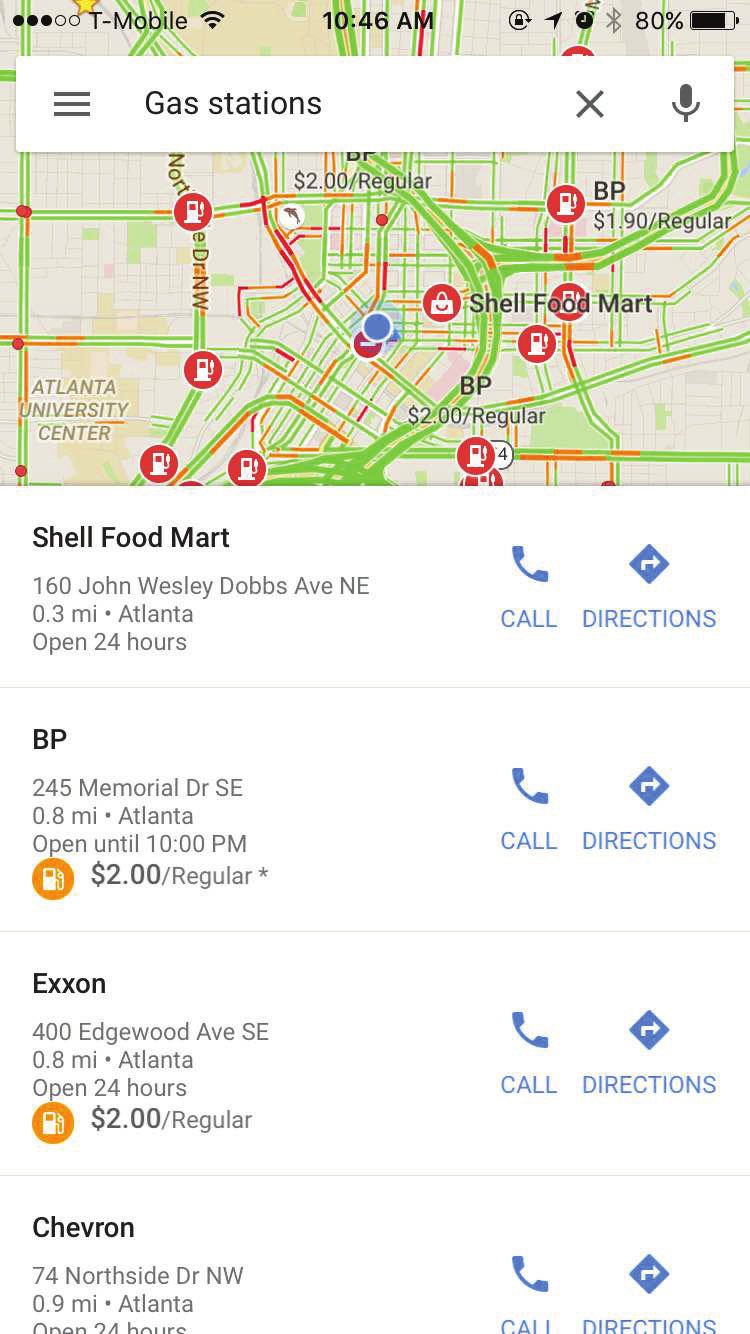 T-Mobile 10:46 AM 80%
Gas stations
BP
$2.00/Regular
BP
$1.90/Regular
Dr NW
Shell Food Mart
BP
$2.00/Regular
ATLANTA
UNIVERSITY
CENTER
4
Shell Food Mart
160 John Wesley Dobbs Ave NE
0.3 mi • Atlanta
Open 24 hours
CALL DIRECTIONS
BP
245 Memorial Dr SE
0.8 mi • Atlanta
Open until 10:00 PM
$2.00/Regular *
CALL DIRECTIONS
Exxon
400 Edgewood Ave SE
0.8 mi • Atlanta
Open 24 hours
$2.00/Regular
CALL DIRECTIONS
Chevron
74 Northside Dr NW
0.9 mi • Atlanta
Open 24 hours
CALL DIRECTIONS